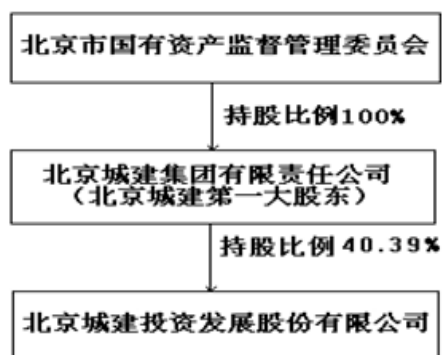 北京市国有资产监督管理委员会
持股比例100%
北京城建集团有限责任公司
（北京城建第一大股东）
持股比例 40.39%
北京城建投资发展股份有限公司